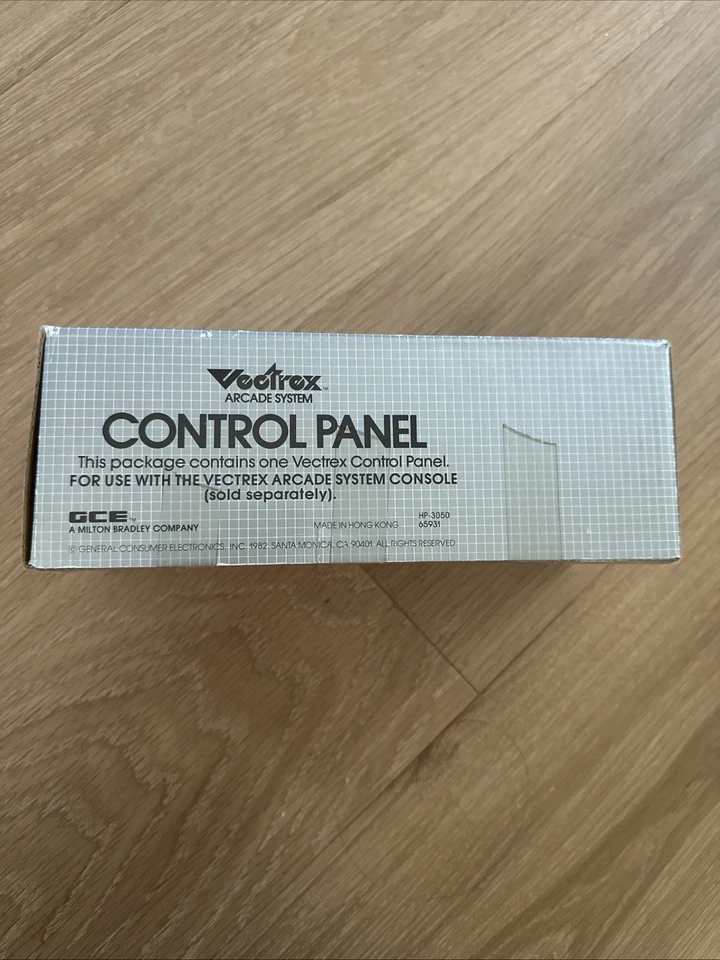 Vectrex™
ARCADE SYSTEM
CONTROL PANEL
This package contains one Vectrex Control Panel.
FOR USE WITH THE VECTREX ARCADE SYSTEM CONSOLE
(sold separately).
GCE™
A MILTON BRADLEY COMPANY
MADE IN HONG KONG
HP-3050
65931
© GENERAL CONSUMER ELECTRONICS, INC. 1982. SANTA MONICA, CA 90401. ALL RIGHTS RESERVED